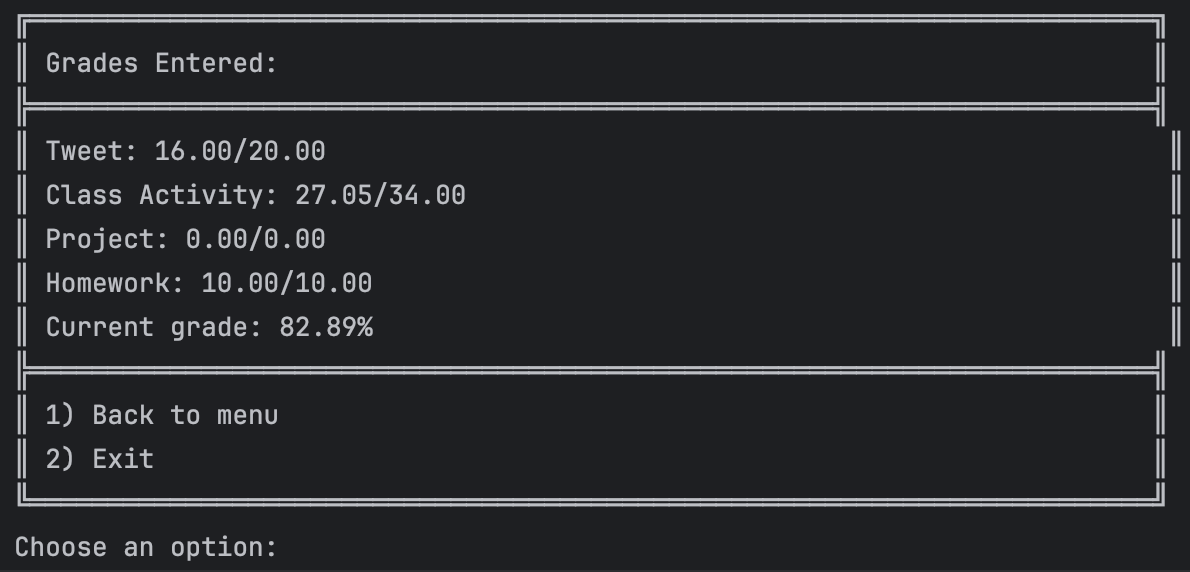 Grades Entered:
Tweet: 16.00/20.00
Class Activity: 27.05/34.00
Project: 0.00/0.00
Homework: 10.00/10.00
Current grade: 82.89%
1) Back to menu
2) Exit
Choose an option: